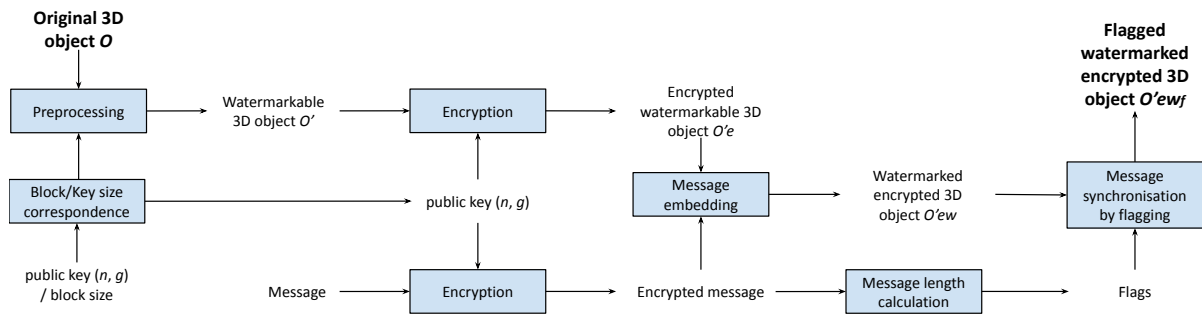 Original 3D
object O
Preprocessing
Watermarkable
3D object O'
Encryption
Encrypted
watermarkable 3D
object O'e
Flagged
watermarked
encrypted 3D
object O'ewf
Block/Key size
correspondence
public key (n, g)
Message
embedding
Watermarked
encrypted 3D
object O'ew
Message
synchronisation
by flagging
public key (n, g)
/ block size
Message
Encryption
Encrypted message
Message length
calculation
Flags